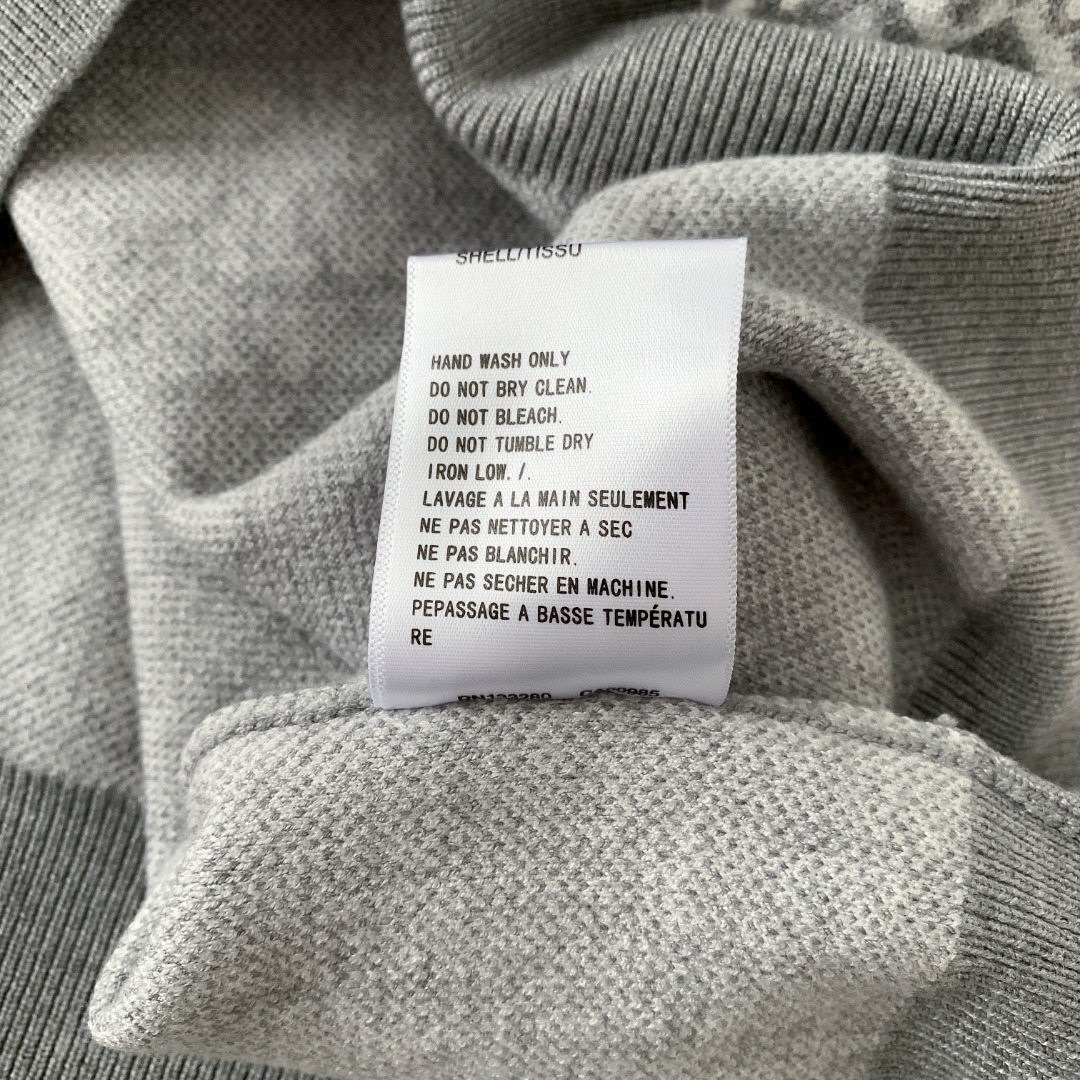 SHELL/TISSU
HAND WASH ONLY
DO NOT BRY CLEAN.
DO NOT BLEACH.
DO NOT TUMBLE DRY
IRON LOW. /.
LAVAGE A LA MAIN SEULEMENT
NE PAS NETTOYER A SEC
NE PAS BLANCHIR.
NE PAS SECHER EN MACHINE.
PEPASSAGE A BASSE TEMPÉRATU
RE